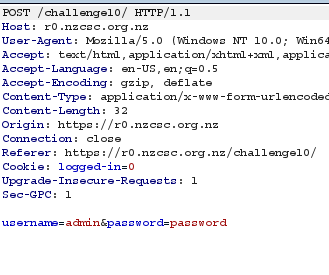 POST /challenge10/ HTTP/1.1
Host: r0.nzcsc.org.nz
User-Agent: Mozilla/5.0 (Windows NT 10.0; Win64
Accept: text/html,application/xhtml+xml,applica
Accept-Language: en-US,en;q=0.5
Accept-Encoding: gzip, deflate
Content-Type: application/x-www-form-urlencoded
Content-Length: 32
Origin: https://r0.nzcsc.org.nz
Connection: close
Referer: https://r0.nzcsc.org.nz/challenge10/
Cookie: logged-in=0
Upgrade-Insecure-Requests: 1
Sec-GPC: 1
username=admin&password=password